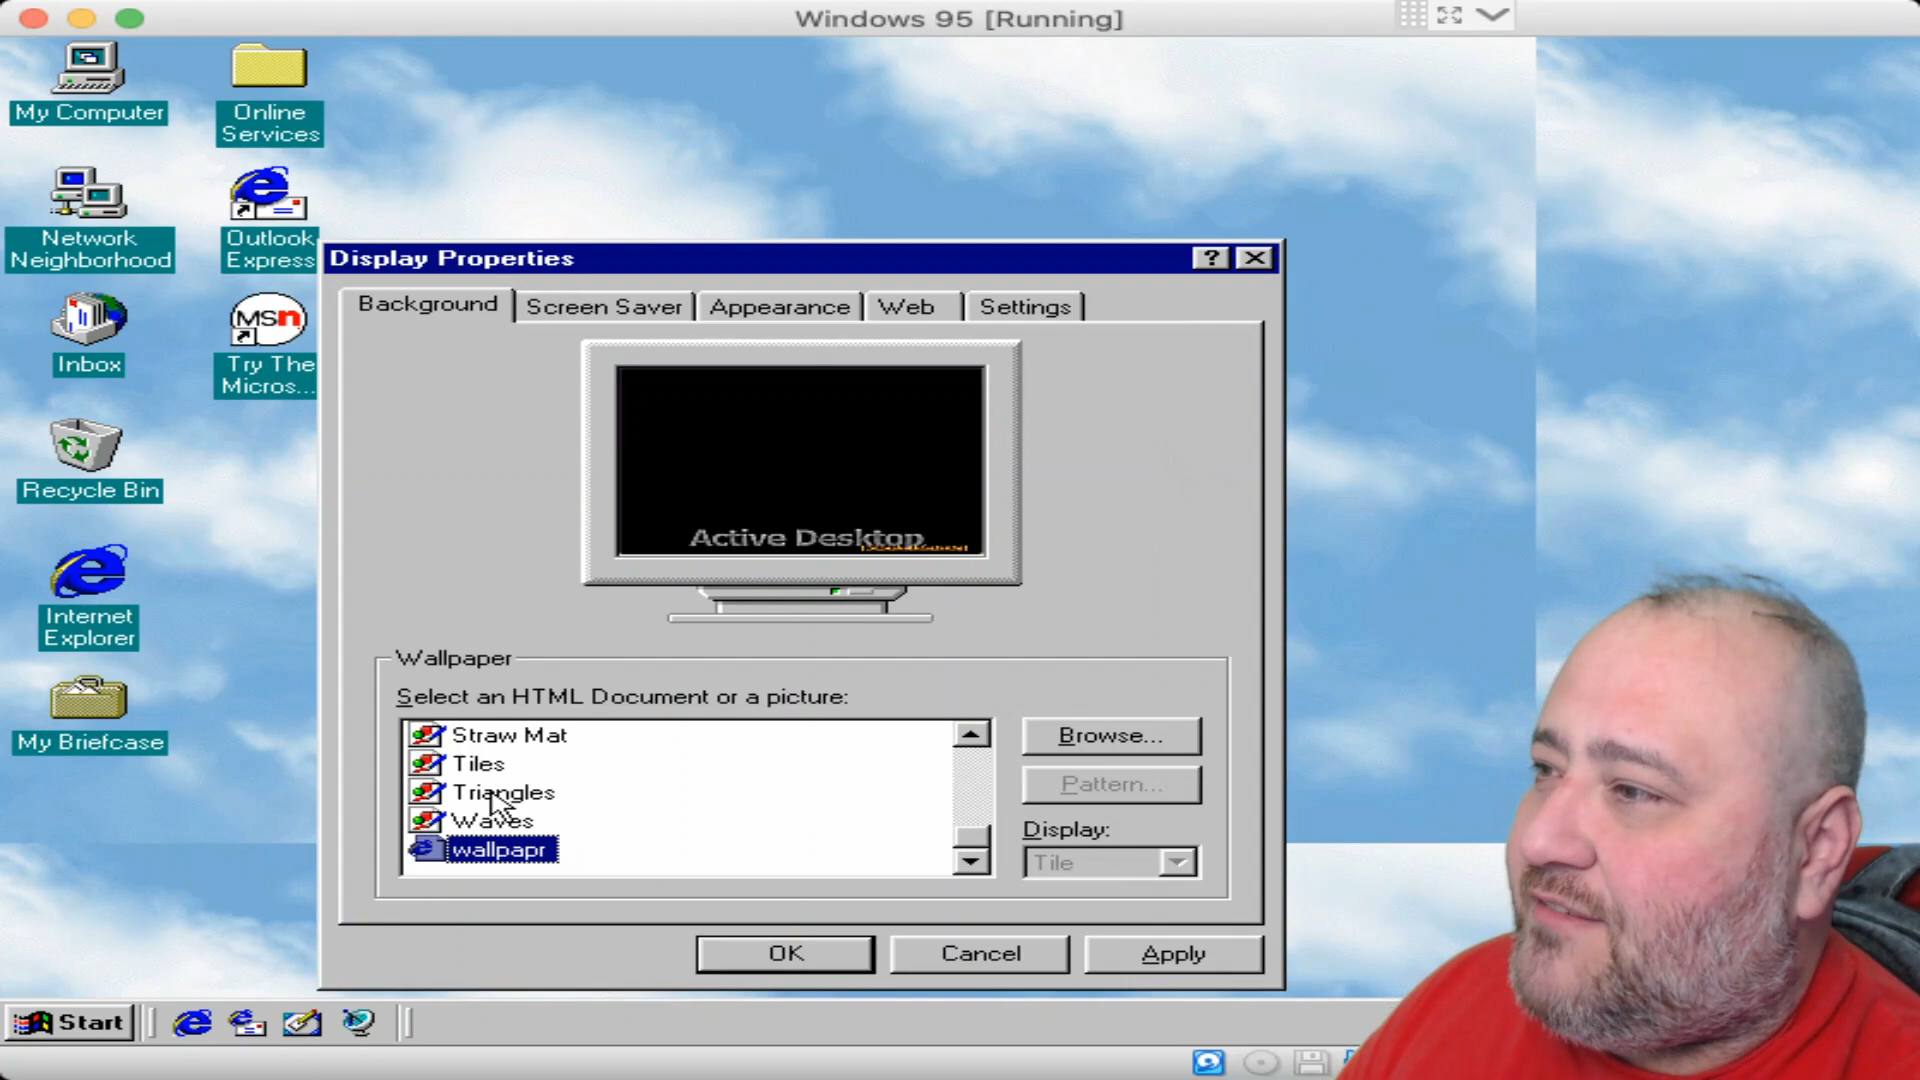 Windows 95 [Running]
My Computer
Online
Services
Network
Neighborhood
Outlook
Express
Inbox
MSn
Try The
Micros...
Recycle Bin
Internet
Explorer
My Briefcase
Display Properties
?
Background
Screen Saver
Appearance
Web
Settings
Active Desktop
Wallpaper
Select an HTML Document or a picture:
Straw Mat
Tiles
Triangles
Waves
wallpapr
Browse...
Pattern...
Display:
Tile
OK
Cancel
Apply
Start